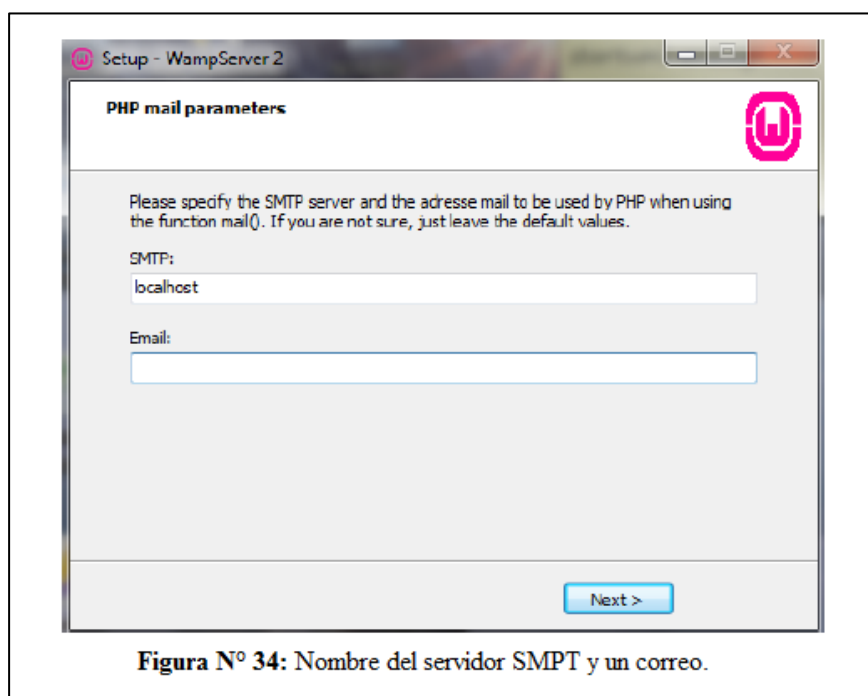 Setup - WampServer 2
PHP mail parameters
Please specify the SMTP server and the adresse mail to be used by PHP when using
the function mail(). If you are not sure, just leave the default values.
SMTP:
localhost
Email:
Next >
Figura N° 34: Nombre del servidor SMPT y un correo.